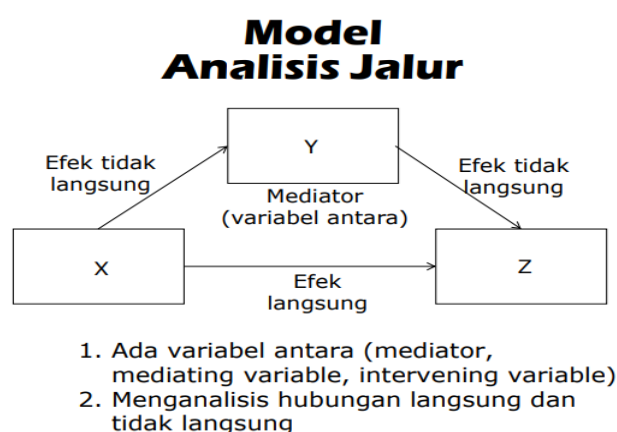 Model
Analisis Jalur
Y
Efek tidak
langsung
Efek tidak
langsung
Mediator
(variabel antara)
X
Z
Efek
langsung
1. Ada variabel antara (mediator,
mediating variable, intervening variable)
2. Menganalisis hubungan langsung dan
tidak langsung